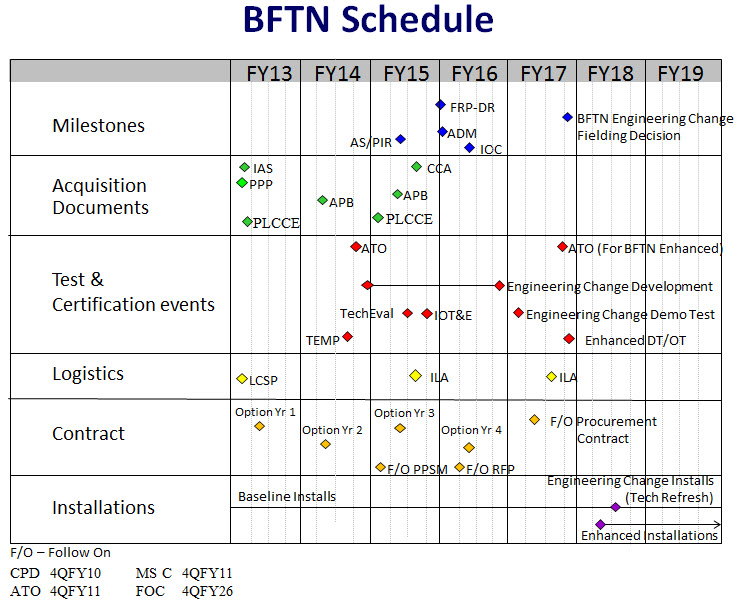 BFTN Schedule
FY13 FY14 FY15 FY16 FY17 FY18 FY19
Milestones
FRP-DR
ADM
AS/PIR
IOC
BFTN Engineering Change
Fielding Decision
Acquisition
Documents
IAS
PPP
PLCCE
APB
CCA
APB
PLCCE
Test &
Certification events
ATO
ATO (For BFTN Enhanced)
Engineering Change Development
TechEval
IOT&E
Engineering Change Demo Test
TEMP
Enhanced DT/OT
Logistics
LCSP
ILA
ILA
Contract
Option Yr 1
Option Yr 2
Option Yr 3
Option Yr 4
F/O PPSM
F/O RFP
F/O Procurement
Contract
Installations
Baseline Installs
Engineering Change Installs
(Tech Refresh)
Enhanced Installations
F/O – Follow On
CPD 4QFY10 MS C 4QFY11
ATO 4QFY11 FOC 4QFY26